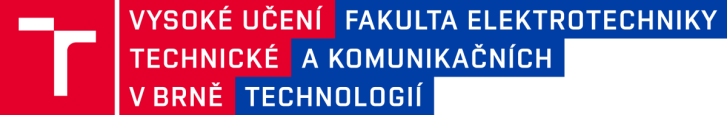 VYSOKÉ UČENÍ FAKULTA ELEKTROTECHNIKY
TECHNICKÉ A KOMUNIKAČNÍCH
V BRNĚ TECHNOLOGIÍ